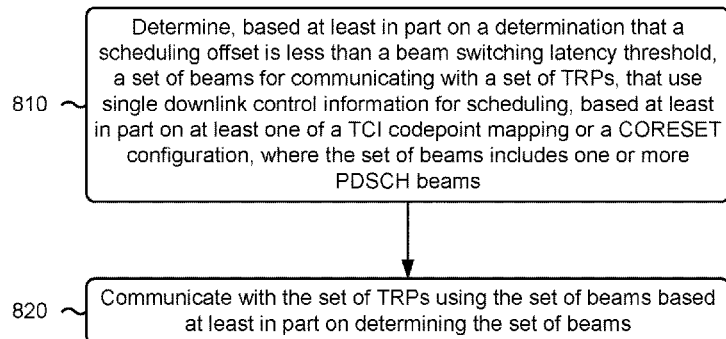 Determine, based at least in part on a determination that a
scheduling offset is less than a beam switching latency threshold,
a set of beams for communicating with a set of TRPs, that use
single downlink control information for scheduling, based at least
in part on at least one of a TCI codepoint mapping or a CORESET
configuration, where the set of beams includes one or more
PDSCH beams
810
Communicate with the set of TRPs using the set of beams based
at least in part on determining the set of beams
820